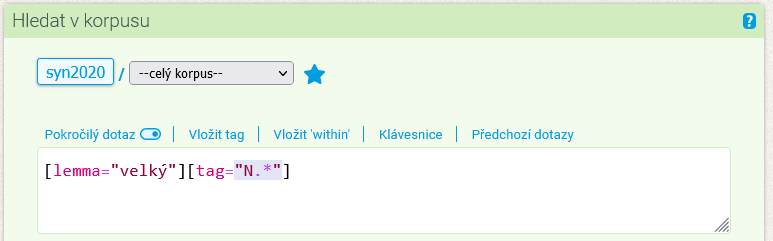 Hledat v korpusu ?
syn2020 / --celý korpus--
Pokročilý dotaz | Vložit tag | Vložit 'within' | Klávesnice | Předchozí dotazy
[lemma="velký"][tag="N.*"]